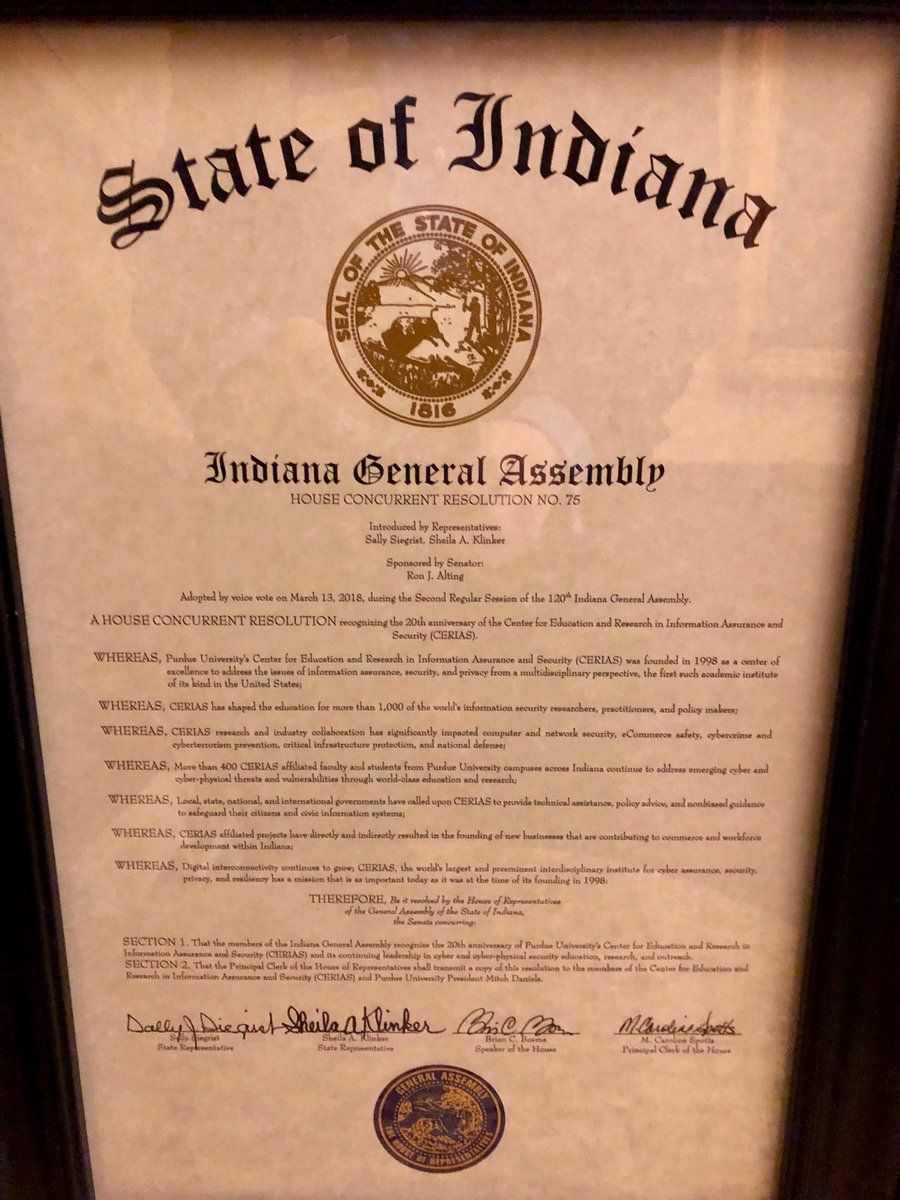 State of Indiana
SEAL OF THE STATE OF INDIANA
1816
Indiana General Assembly
HOUSE CONCURRENT RESOLUTION NO. 75
Introduced by Representatives:
Sally Siegrist, Sheila A. Klinker
Sponsored by Senator:
Ron J. Alting
Adopted by voice vote on March 13, 2018, during the Second Regular Session of the 120th Indiana General Assembly.
A HOUSE CONCURRENT RESOLUTION recognizing the 20th anniversary of the Center for Education and Research in Information Assurance and
Security (CERIAS).
WHEREAS, Purdue University's Center for Education and Research in Information Assurance and Security (CERIAS) was founded in 1998 as a center of
excellence to address the issues of information assurance, security, and privacy from a multidisciplinary perspective, the first such academic institute
of its kind in the United States;
WHEREAS, CERIAS has shaped the education for more than 1,000 of the world's information security researchers, practitioners, and policy makers;
WHEREAS, CERIAS research and industry collaboration has significantly impacted computer and network security, eCommerce safety, cybercrime and
cyberterrorism prevention, critical infrastructure protection, and national defense;
WHEREAS, More than 400 CERIAS affiliated faculty and students from Purdue University campuses across Indiana continue to address emerging cyber and
cyber-physical threats and vulnerabilities through world-class education and research;
WHEREAS, Local, state, national, and international governments have called upon CERIAS to provide technical assistance, policy advice, and nonbiased guidance
to safeguard their citizens and civic information systems;
WHEREAS, CERIAS affiliated projects have directly and indirectly resulted in the founding of new businesses that are contributing to commerce and workforce
development within Indiana;
WHEREAS, Digital interconnectivity continues to grow; CERIAS, the world's largest and preeminent interdisciplinary institute for cyber assurance, security,
privacy, and resiliency has a mission that is as important today as it was at the time of its founding in 1998:
THEREFORE, Be it resolved by the House of Representatives
of the General Assembly of the State of Indiana,
the Senate concurring:
SECTION 1. That the members of the Indiana General Assembly recognize the 20th anniversary of Purdue University's Center for Education and Research in
Information Assurance and Security (CERIAS) and its continuing leadership in cyber and cyber-physical security education, research, and outreach.
SECTION 2. That the Principal Clerk of the House of Representatives shall transmit a copy of this resolution to the members of the Center for Education and
Research in Information Assurance and Security (CERIAS) and Purdue University President Mitch Daniels.
Sally J Siegrist Sheila A Klinker Brian C. Bosma M. Caroline Spotts
Sally Siegrist Sheila A. Klinker Brian C. Bosma M. Caroline Spotts
State Representative State Representative Speaker of the House Principal Clerk of the House
GENERAL ASSEMBLY
THE HOUSE OF REPRESENTATIVES